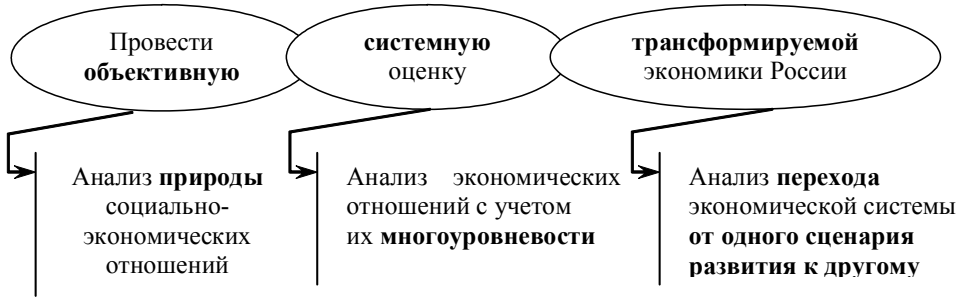 Провести
объективную
системную
оценку
трансформируемой
экономики России
Анализ природы
социально-
экономических
отношений
Анализ экономических
отношений с учетом
их многоуровневости
Анализ перехода
экономической системы
от одного сценария
развития к другому